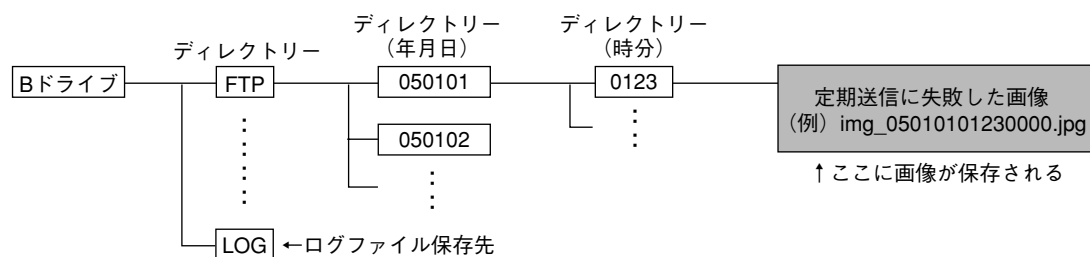 ディレクトリー
ディレクトリー
（年月日）
ディレクトリー
（時分）
Bドライブ
FTP
050101
0123
定期送信に失敗した画像
（例）img_05010101230000.jpg
050102
↑ここに画像が保存される
LOG
←ログファイル保存先